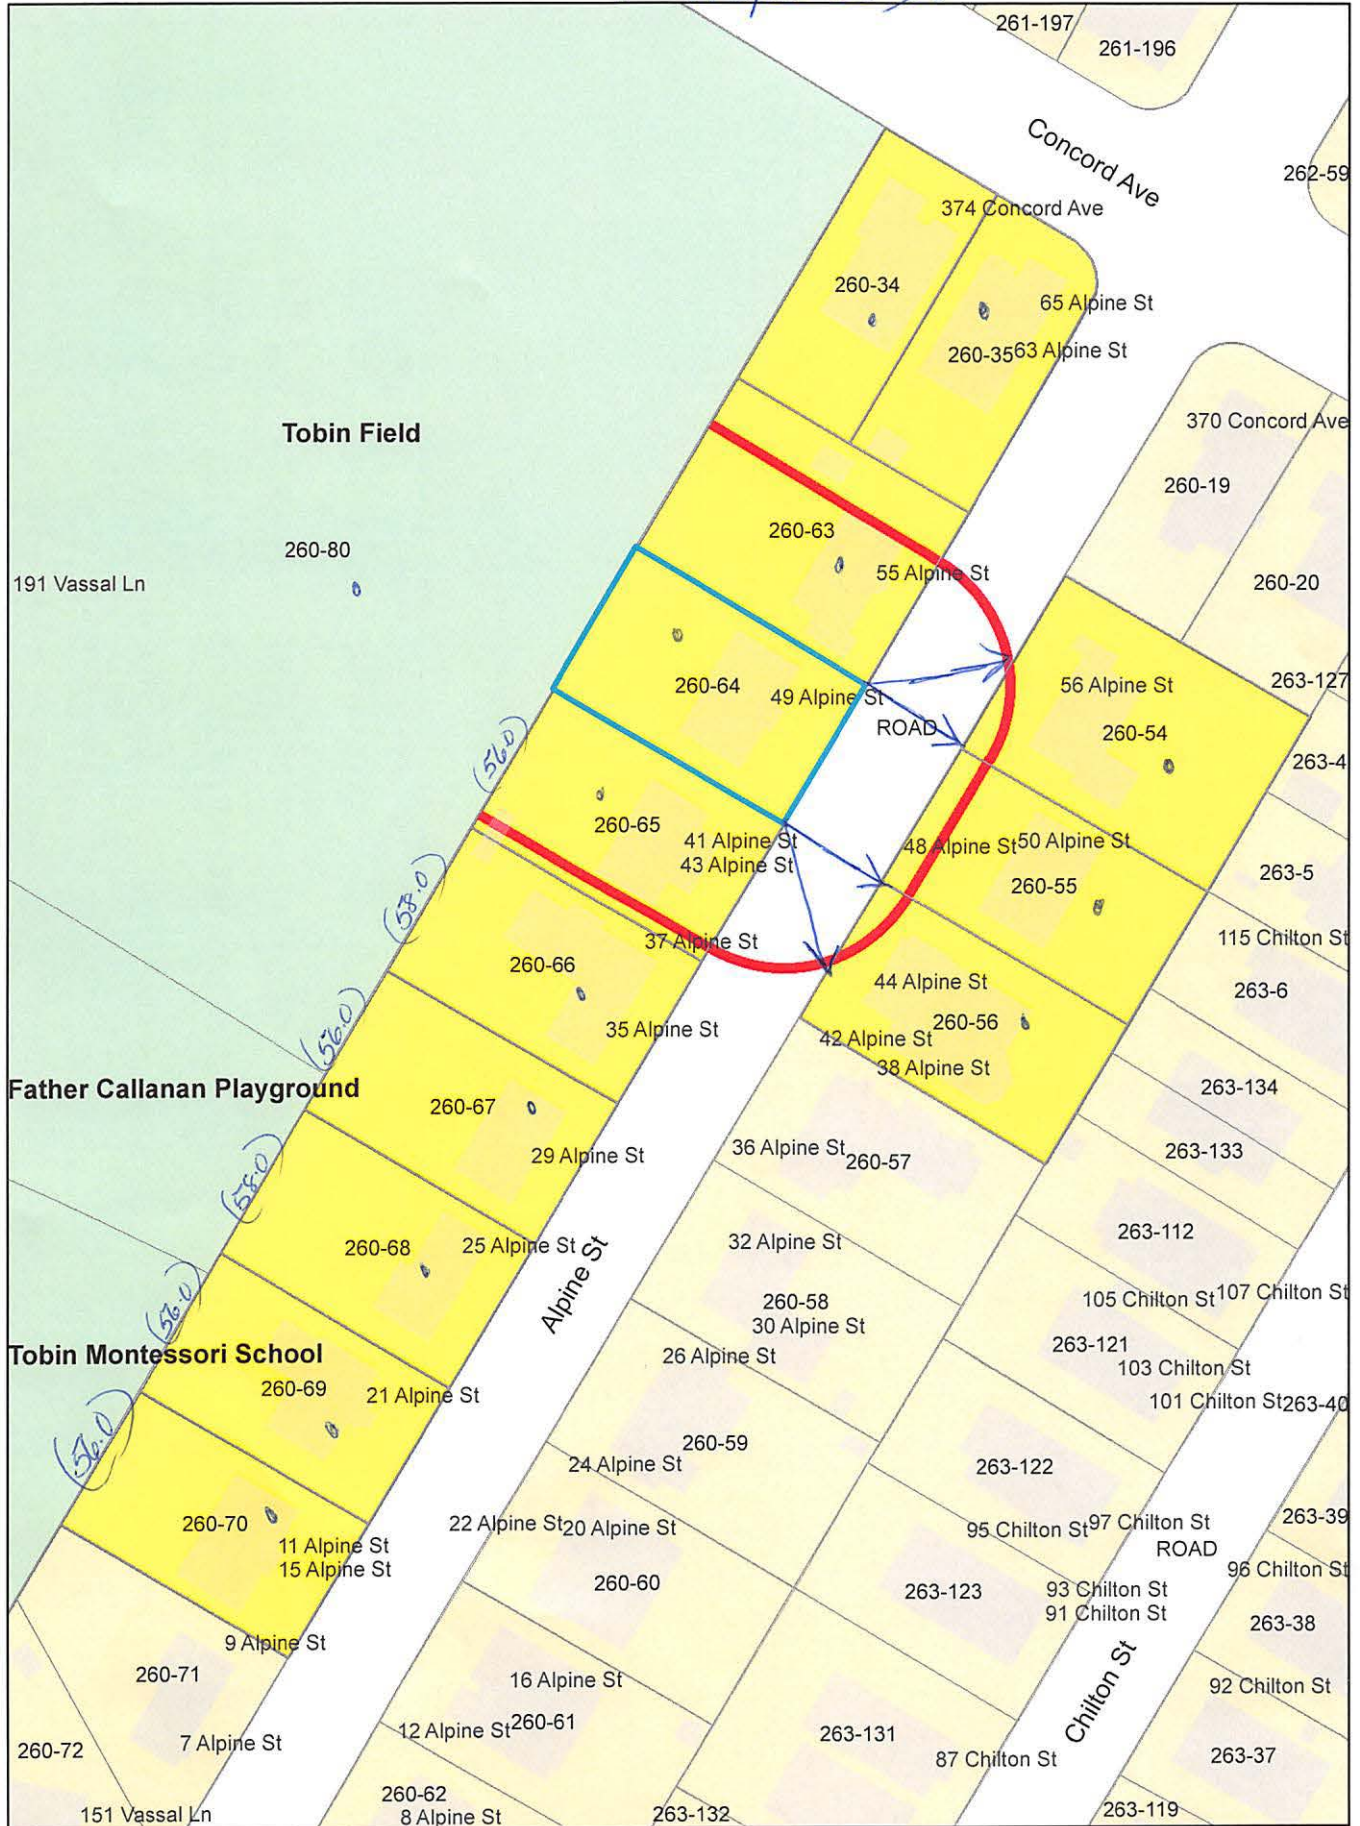 261-197
261-196
Concord Ave
262-59
374 Concord Ave
260-34
65 Alpine St
260-35
63 Alpine St
370 Concord Ave
Tobin Field
260-19
260-63
260-80
55 Alpine St
191 Vassal Ln
260-20
260-64
49 Alpine St
56 Alpine St
263-127
ROAD
260-54
(56.0)
263-4
260-65
41 Alpine St
43 Alpine St
48 Alpine St
50 Alpine St
260-55
263-5
(58.0)
37 Alpine St
115 Chilton St
260-66
44 Alpine St
263-6
35 Alpine St
260-56
42 Alpine St
(56.0)
38 Alpine St
Father Callanan Playground
263-134
260-67
29 Alpine St
36 Alpine St
260-57
263-133
(58.0)
260-68
25 Alpine St
32 Alpine St
263-112
Alpine St
(56.0)
260-58
30 Alpine St
105 Chilton St
107 Chilton St
Tobin Montessori School
26 Alpine St
263-121
103 Chilton St
260-69
21 Alpine St
101 Chilton St
263-40
(56.0)
260-59
24 Alpine St
263-122
260-70
22 Alpine St
20 Alpine St
95 Chilton St
97 Chilton St
263-39
11 Alpine St
15 Alpine St
ROAD
96 Chilton St
260-60
263-123
93 Chilton St
91 Chilton St
263-38
9 Alpine St
260-71
16 Alpine St
92 Chilton St
Chilton St
260-72
7 Alpine St
12 Alpine St
260-61
263-131
87 Chilton St
263-37
260-62
151 Vassal Ln
8 Alpine St
263-132
263-119